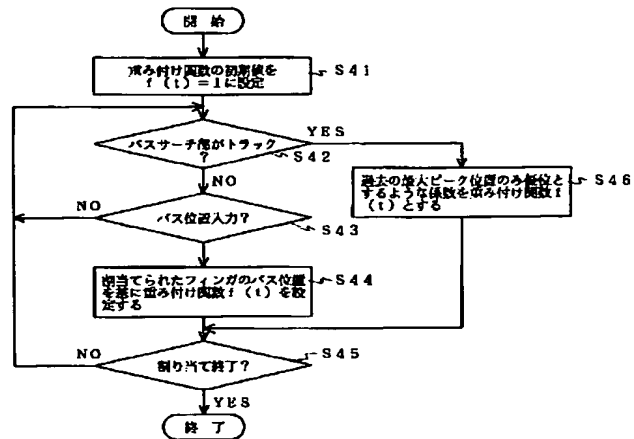 開 始
重み付け関数の初期値を
f (t) = 1に設定
S41
パスサーチ部がトラック
?
YES
S42
NO
過去の最大ピーク位置のみ優位と
するような係数を重み付け関数f
(t) とする
S46
パス位置入力?
NO
S43
YES
割当てられたフィンガのパス位置
を基に重み付け関数f (t) を設
定する
S44
NO
割り当て終了?
S45
YES
終 了